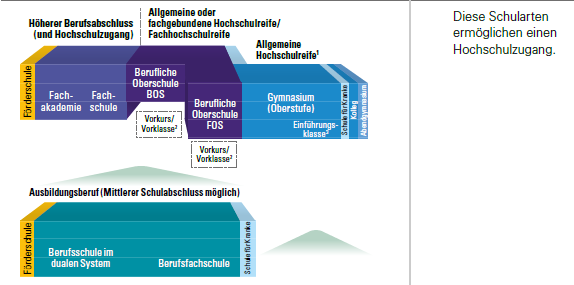 Höherer Berufsabschluss
(und Hochschulzugang)
Allgemeine oder
fachgebundene Hochschulreife/
Fachhochschulreife
Allgemeine
Hochschulreife¹
Förderschule
Fach-
akademie
Fach-
schule
Berufliche
Oberschule
BOS
Vorkurs/
Vorklasse³
Berufliche
Oberschule
FOS
Vorkurs/
Vorklasse³
Gymnasium
(Oberstufe)
Einführungs-
klasse²
Schule für Kranke
Kolleg
Abendgymnasium
Diese Schularten
ermöglichen einen
Hochschulzugang.
Ausbildungsberuf (Mittlerer Schulabschluss möglich)
Förderschule
Berufsschule im
dualen System
Berufsfachschule
Schule für Kranke